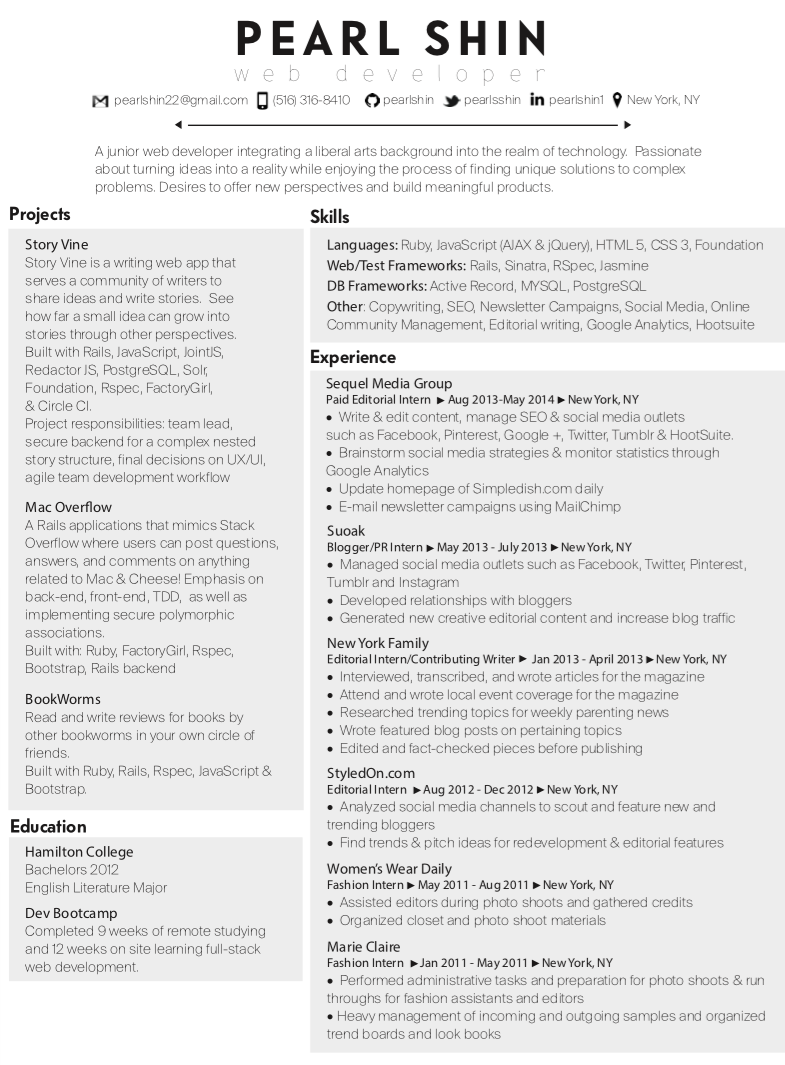 PEARL SHIN
web developer
pearlshin22@gmail.com (516) 316-8410 pearlshin pearlsshin pearlshin1 New York, NY
A junior web developer integrating a liberal arts background into the realm of technology. Passionate
about turning ideas into a reality while enjoying the process of finding unique solutions to complex
problems. Desires to offer new perspectives and build meaningful products.
Projects
Story Vine
Story Vine is a writing web app that
serves a community of writers to
share ideas and write stories. See
how far a small idea can grow into
stories through other perspectives.
Built with Rails, JavaScript, JointJS,
Redactor JS, PostgreSQL, Solr,
Foundation, Rspec, FactoryGirl,
& Circle CI.
Project responsibilities: team lead,
secure backend for a complex nested
story structure, final decisions on UX/UI,
agile team development workflow
Mac Overflow
A Rails applications that mimics Stack
Overflow where users can post questions,
answers, and comments on anything
related to Mac & Cheese! Emphasis on
back-end, front-end, TDD, as well as
implementing secure polymorphic
associations.
Built with: Ruby, FactoryGirl, Rspec,
Bootstrap, Rails backend
BookWorms
Read and write reviews for books by
other bookworms in your own circle of
friends.
Built with Ruby, Rails, Rspec, JavaScript &
Bootstrap.
Education
Hamilton College
Bachelors 2012
English Literature Major
Dev Bootcamp
Completed 9 weeks of remote studying
and 12 weeks on site learning full-stack
web development.
Skills
Languages: Ruby, JavaScript (AJAX & jQuery), HTML 5, CSS 3, Foundation
Web/Test Frameworks: Rails, Sinatra, RSpec, Jasmine
DB Frameworks: Active Record, MYSQL, PostgreSQL
Other: Copywriting, SEO, Newsletter Campaigns, Social Media, Online
Community Management, Editorial writing, Google Analytics, Hootsuite
Experience
Sequel Media Group
Paid Editorial Intern ▶ Aug 2013-May 2014 ▶ New York, NY
• Write & edit content, manage SEO & social media outlets
such as Facebook, Pinterest, Google +, Twitter, Tumblr & HootSuite.
• Brainstorm social media strategies & monitor statistics through
Google Analytics
• Update homepage of Simpledish.com daily
• E-mail newsletter campaigns using MailChimp
Suoak
Blogger/PR Intern ▶ May 2013 - July 2013 ▶ New York, NY
• Managed social media outlets such as Facebook, Twitter, Pinterest,
Tumblr and Instagram
• Developed relationships with bloggers
• Generated new creative editorial content and increase blog traffic
New York Family
Editorial Intern/Contributing Writer ▶ Jan 2013 - April 2013 ▶ New York, NY
• Interviewed, transcribed, and wrote articles for the magazine
• Attend and wrote local event coverage for the magazine
• Researched trending topics for weekly parenting news
• Wrote featured blog posts on pertaining topics
• Edited and fact-checked pieces before publishing
StyledOn.com
Editorial Intern ▶ Aug 2012 - Dec 2012 ▶ New York, NY
• Analyzed social media channels to scout and feature new and
trending bloggers
• Find trends & pitch ideas for redevelopment & editorial features
Women's Wear Daily
Fashion Intern ▶ May 2011 - Aug 2011 ▶ New York, NY
• Assisted editors during photo shoots and gathered credits
• Organized closet and photo shoot materials
Marie Claire
Fashion Intern ▶ Jan 2011 - May 2011 ▶ New York, NY
• Performed administrative tasks and preparation for photo shoots & run
throughs for fashion assistants and editors
• Heavy management of incoming and outgoing samples and organized
trend boards and look books